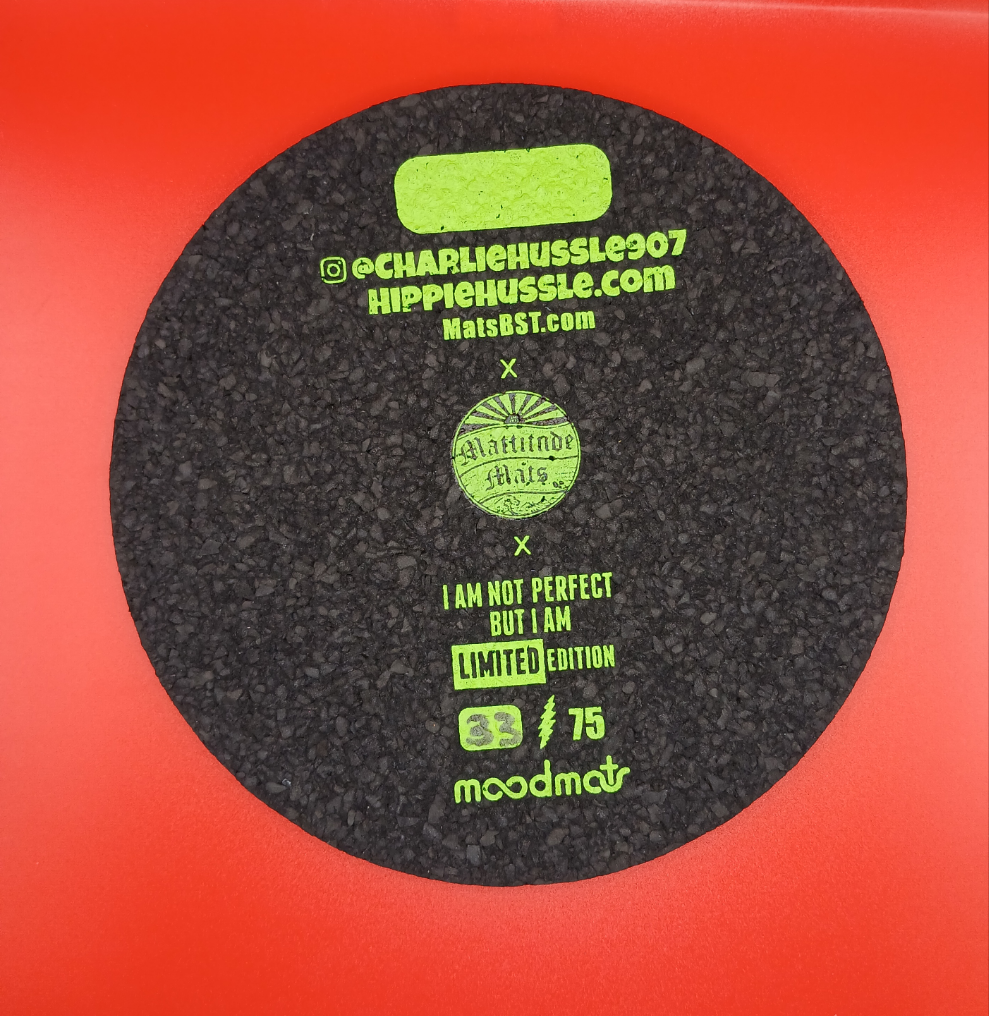 @CHARLIEHUSSLE907
HIPPIEHUSSLE.COM
MatsBST.com
X
Mattitude
Mats
X
I AM NOT PERFECT
BUT I AM
LIMITED EDITION
33 75
moodmats